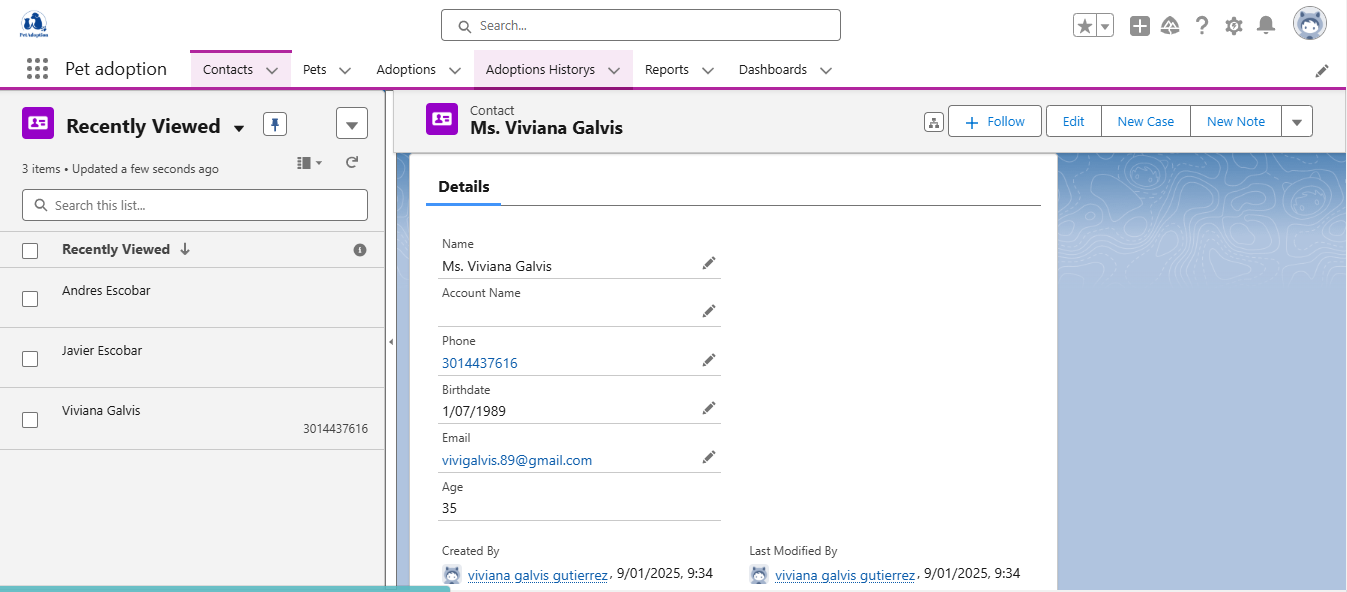 Pet Adoption
Search...
Pet adoption
Contacts
Pets
Adoptions
Adoptions Historys
Reports
Dashboards
Recently Viewed
3 items • Updated a few seconds ago
Search this list...
Recently Viewed
Andres Escobar
Javier Escobar
Viviana Galvis
3014437616
Contact
Ms. Viviana Galvis
Follow
Edit
New Case
New Note
Details
Name
Ms. Viviana Galvis
Account Name
Phone
3014437616
Birthdate
1/07/1989
Email
vivigalvis.89@gmail.com
Age
35
Created By
viviana galvis gutierrez, 9/01/2025, 9:34
Last Modified By
viviana galvis gutierrez, 9/01/2025, 9:34